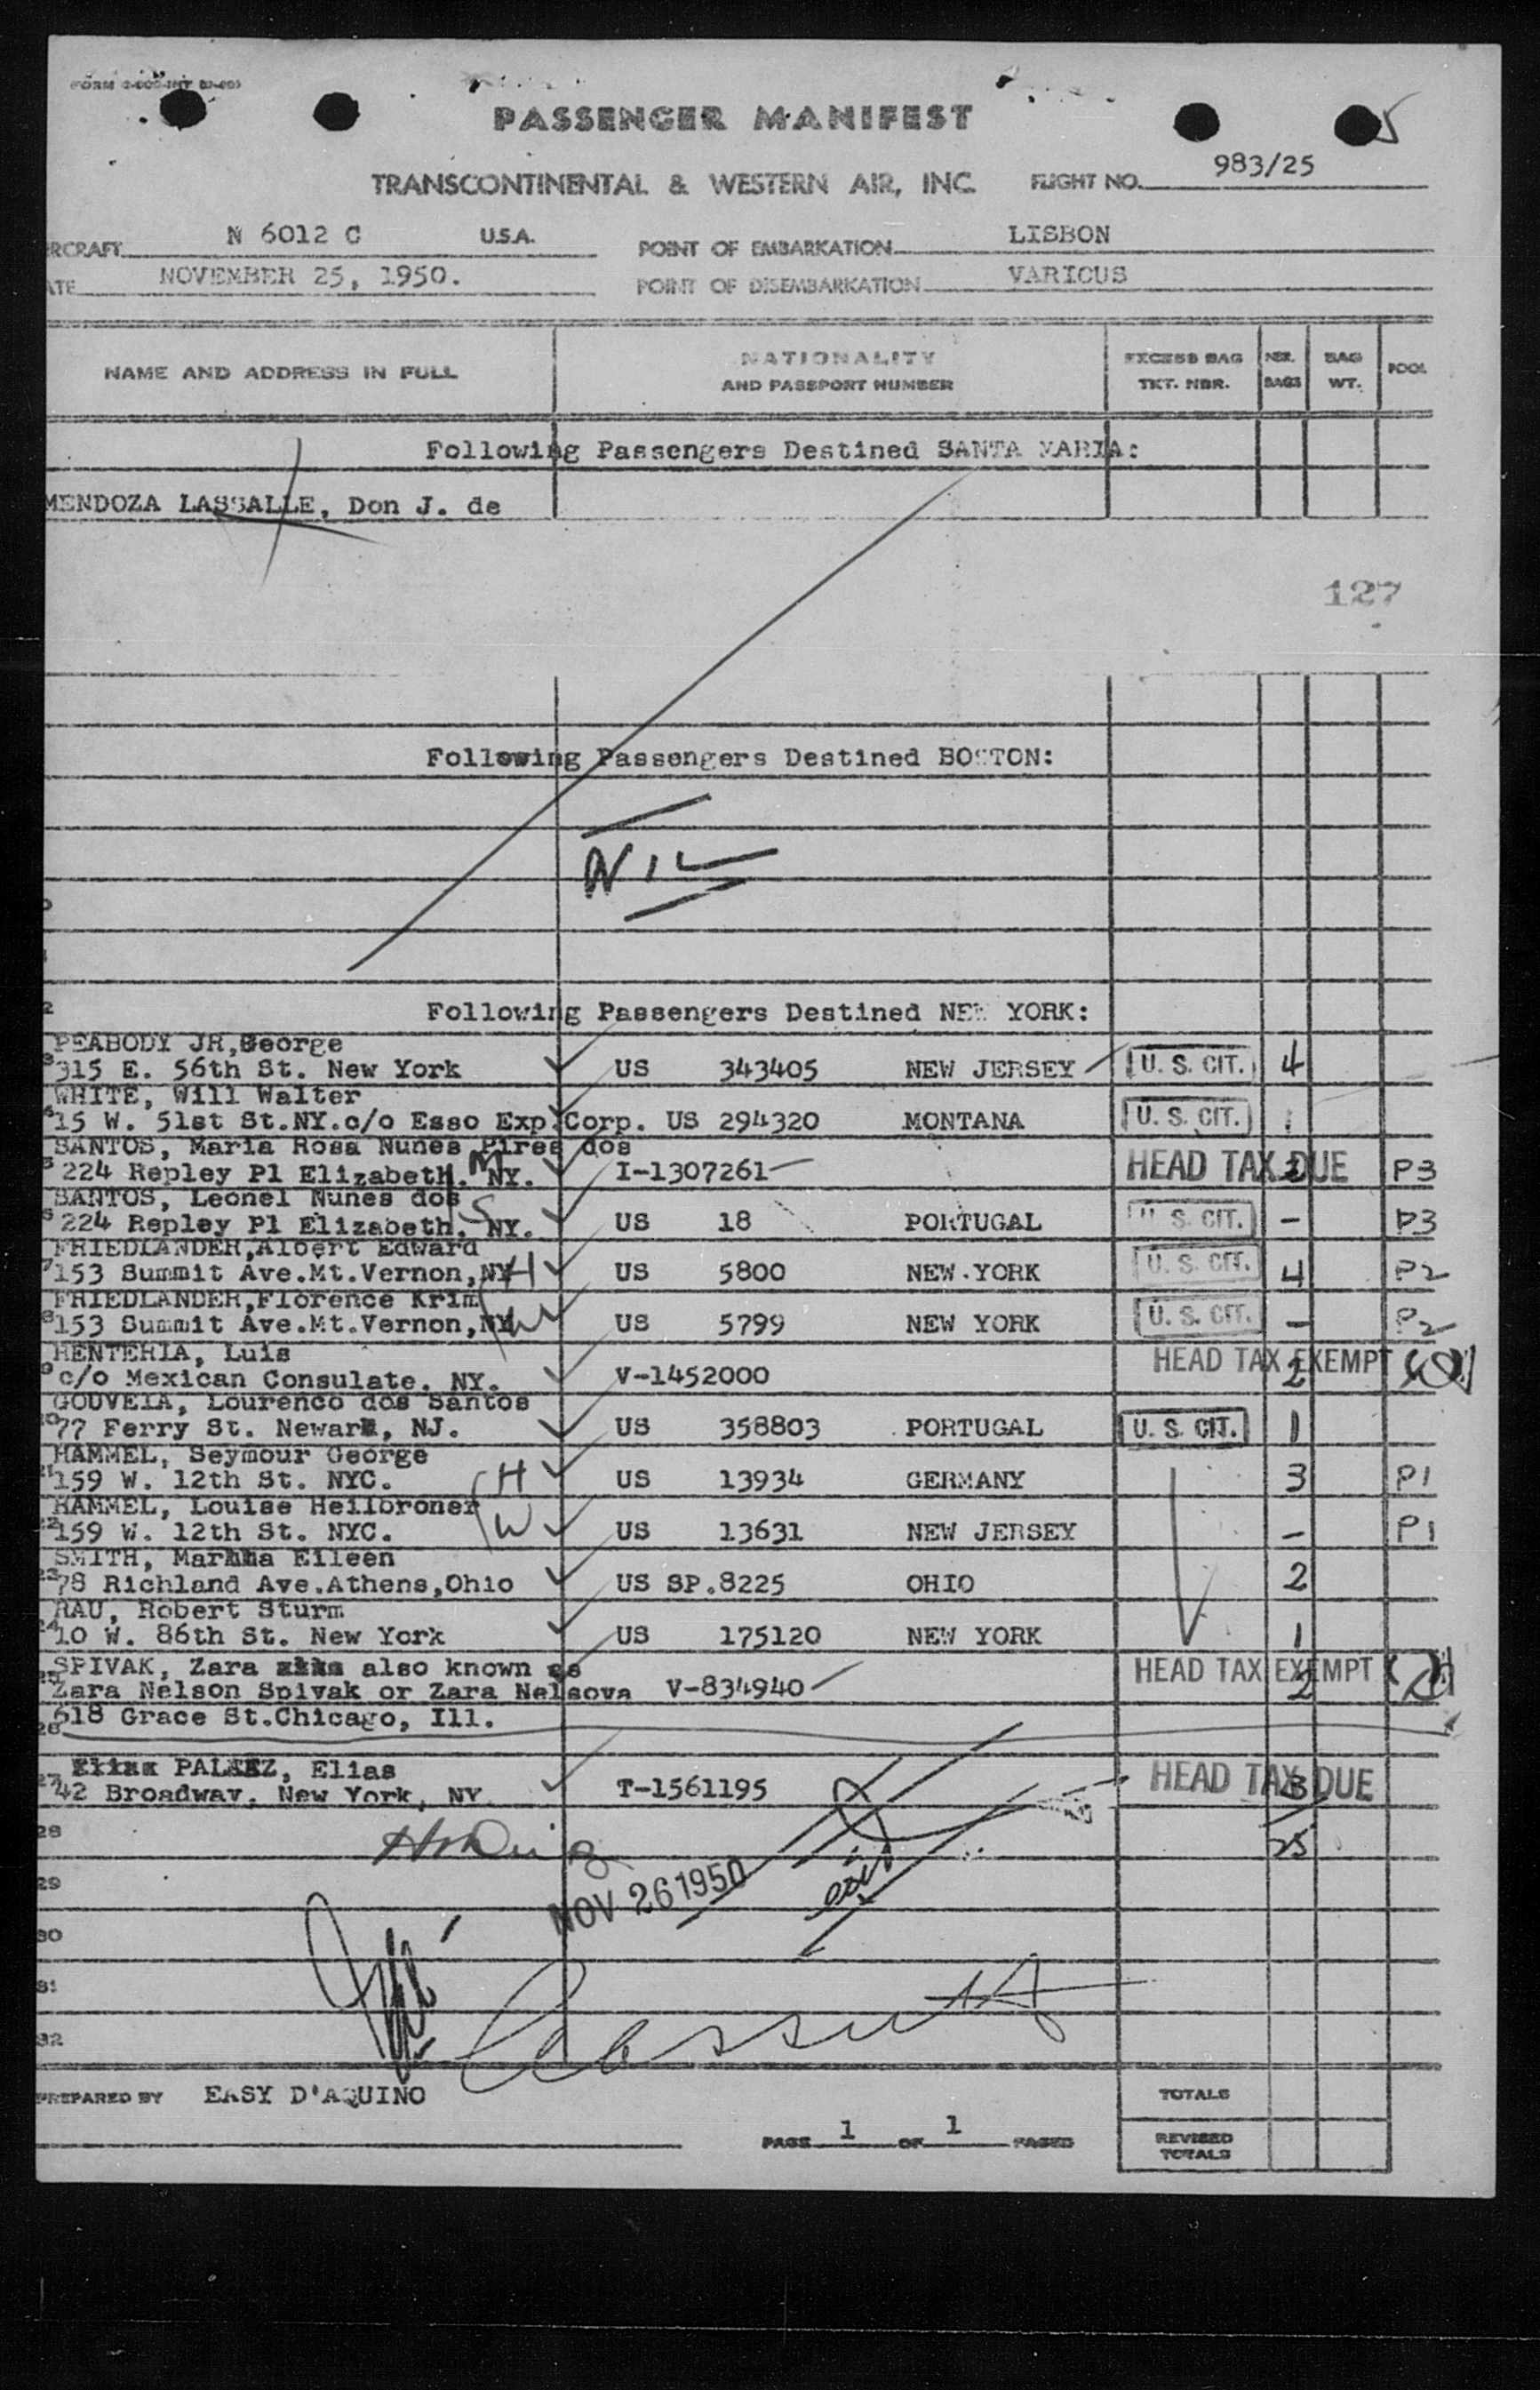 PASSENGER MANIFEST
TRANSCONTINENTAL & WESTERN AIR, INC. FLIGHT NO. 983/25
RCRAFT N 6012 C U.S.A. POINT OF EMBARKATION LISBON
ATE NOVEMBER 25, 1950. POINT OF DISEMBARKATION VARIOUS
NAME AND ADDRESS IN FULL NATIONALITY AND PASSPORT NUMBER EXCESS BAG TKT. NBR. NBR. BAGS BAG WT. POOL
Following Passengers Destined SANTA MARIA:
MENDOZA LASSALLE, Don J. de
127
Following Passengers Destined BOSTON:
NIL
Following Passengers Destined NEW YORK:
PEABODY JR,George
315 E. 56th St. New York US 343405 NEW JERSEY U. S. CIT. 4
WHITE, Will Walter
15 W. 51st St.NY.c/o Esso Exp.Corp. US 294320 MONTANA U. S. CIT. 1
SANTOS, Maria Rosa Nunes Pires dos
224 Repley Pl Elizabeth. NY. M I-1307261 HEAD TAX DUE P3
SANTOS, Leonel Nunes dos
224 Repley Pl Elizabeth. NY. S US 18 PORTUGAL U. S. CIT. - P3
FRIEDLANDER,Albert Edward
153 Summit Ave.Mt.Vernon,NY H US 5800 NEW YORK U. S. CIT. 4 P2
FRIEDLANDER,Florence Krim
153 Summit Ave.Mt.Vernon,NY W US 5799 NEW YORK U. S. CIT. - P2
RENTERIA, Luis
c/o Mexican Consulate. NY. V-1452000 HEAD TAX EXEMPT 2
GOUVEIA, Lourenco dos Santos
77 Ferry St. Newark, NJ. US 358803 PORTUGAL U. S. CIT. 1
HAMMEL, Seymour George
159 W. 12th St. NYC. H US 13934 GERMANY 3 P1
HAMMEL, Louise Heilbroner
159 W. 12th St. NYC. W US 13631 NEW JERSEY - P1
SMITH, Martha Eileen
78 Richland Ave.Athens,Ohio US SP.8225 OHIO 2
RAU, Robert Sturm
10 W. 86th St. New York US 175120 NEW YORK 1
SPIVAK, Zara also known as
Zara Nelson Spivak or Zara Nelsova V-834940 HEAD TAX EXEMPT 2
618 Grace St.Chicago, Ill.
PALAEZ, Elias
42 Broadway, New York, NY. T-1561195 HEAD TAX DUE 3
28 25
NOV 26 1950
29
30
31
32
PREPARED BY EASY D'AQUINO TOTALS
PAGE 1 OF 1 PAGES REVISED TOTALS